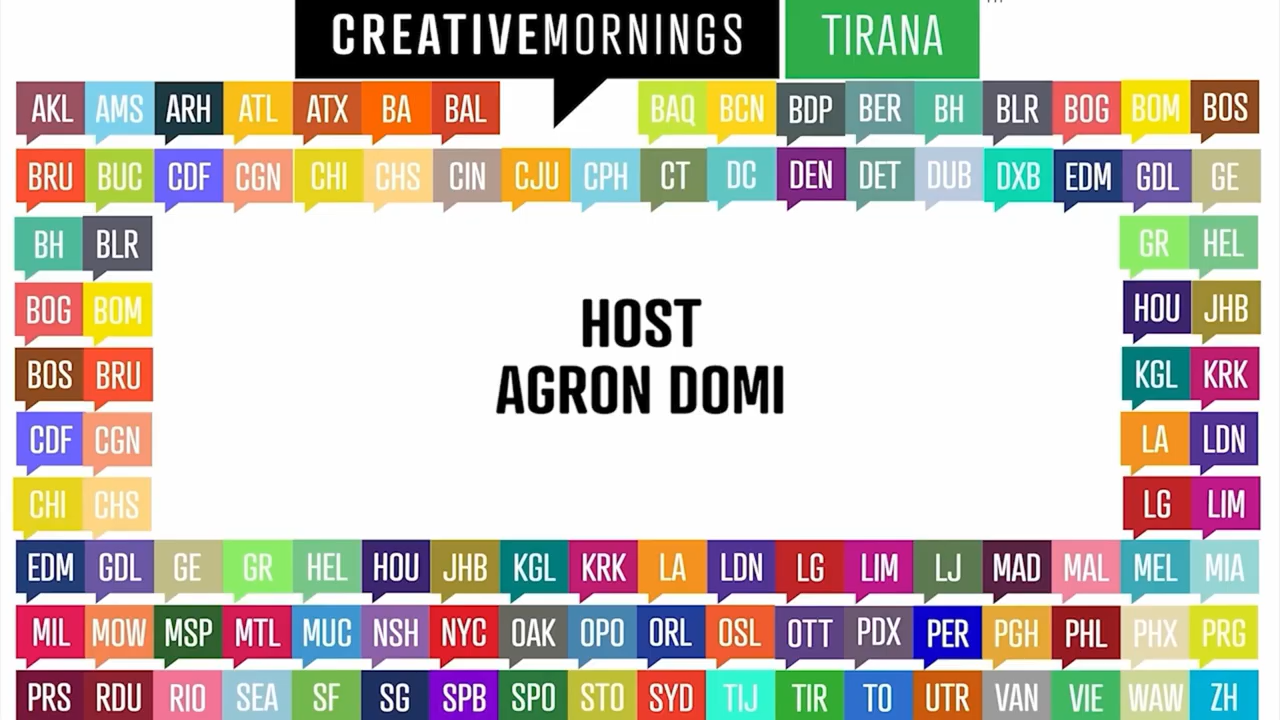 CREATIVEMORNINGS TIRANA
AKL AMS ARH ATL ATX BA BAL BAQ BCN BDP BER BH BLR BOG BOM BOS
BRU BUC CDF CGN CHI CHS CIN CJU CPH CT DC DEN DET DUB DXB EDM GDL GE
BH BLR GR HEL
HOST
BOG BOM HOU JHB
AGRON DOMI
BOS BRU KGL KRK
CDF CGN LA LDN
CHI CHS LG LIM
EDM GDL GE GR HEL HOU JHB KGL KRK LA LDN LG LIM LJ MAD MAL MEL MIA
MIL MOW MSP MTL MUC NSH NYC OAK OPO ORL OSL OTT PDX PER PGH PHL PHX PRG
PRS RDU RIO SEA SF SG SPB SPO STO SYD TIJ TIR TO UTR VAN VIE WAW ZH